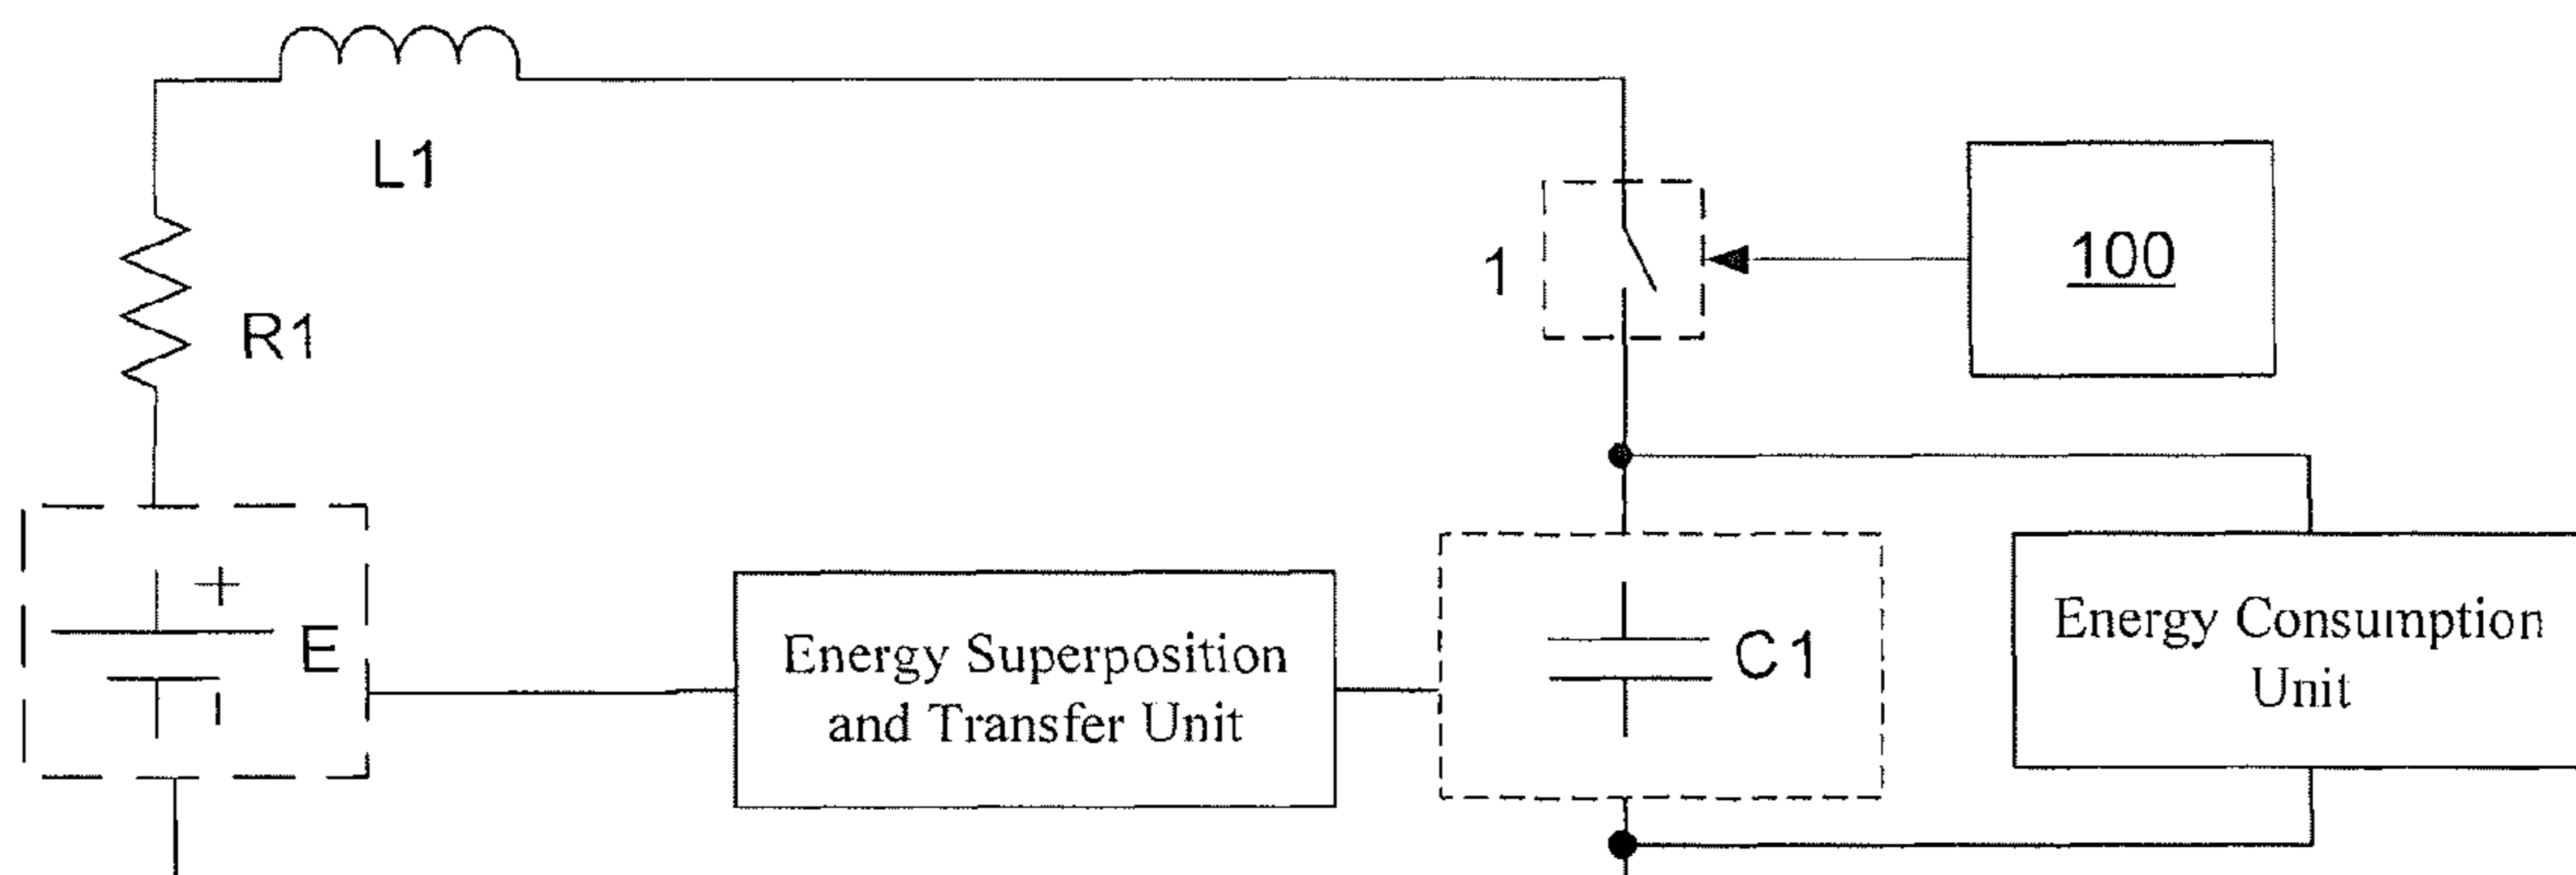 L1
R1
1
100
+
E
Energy Superposition
and Transfer Unit
C1
Energy Consumption
Unit